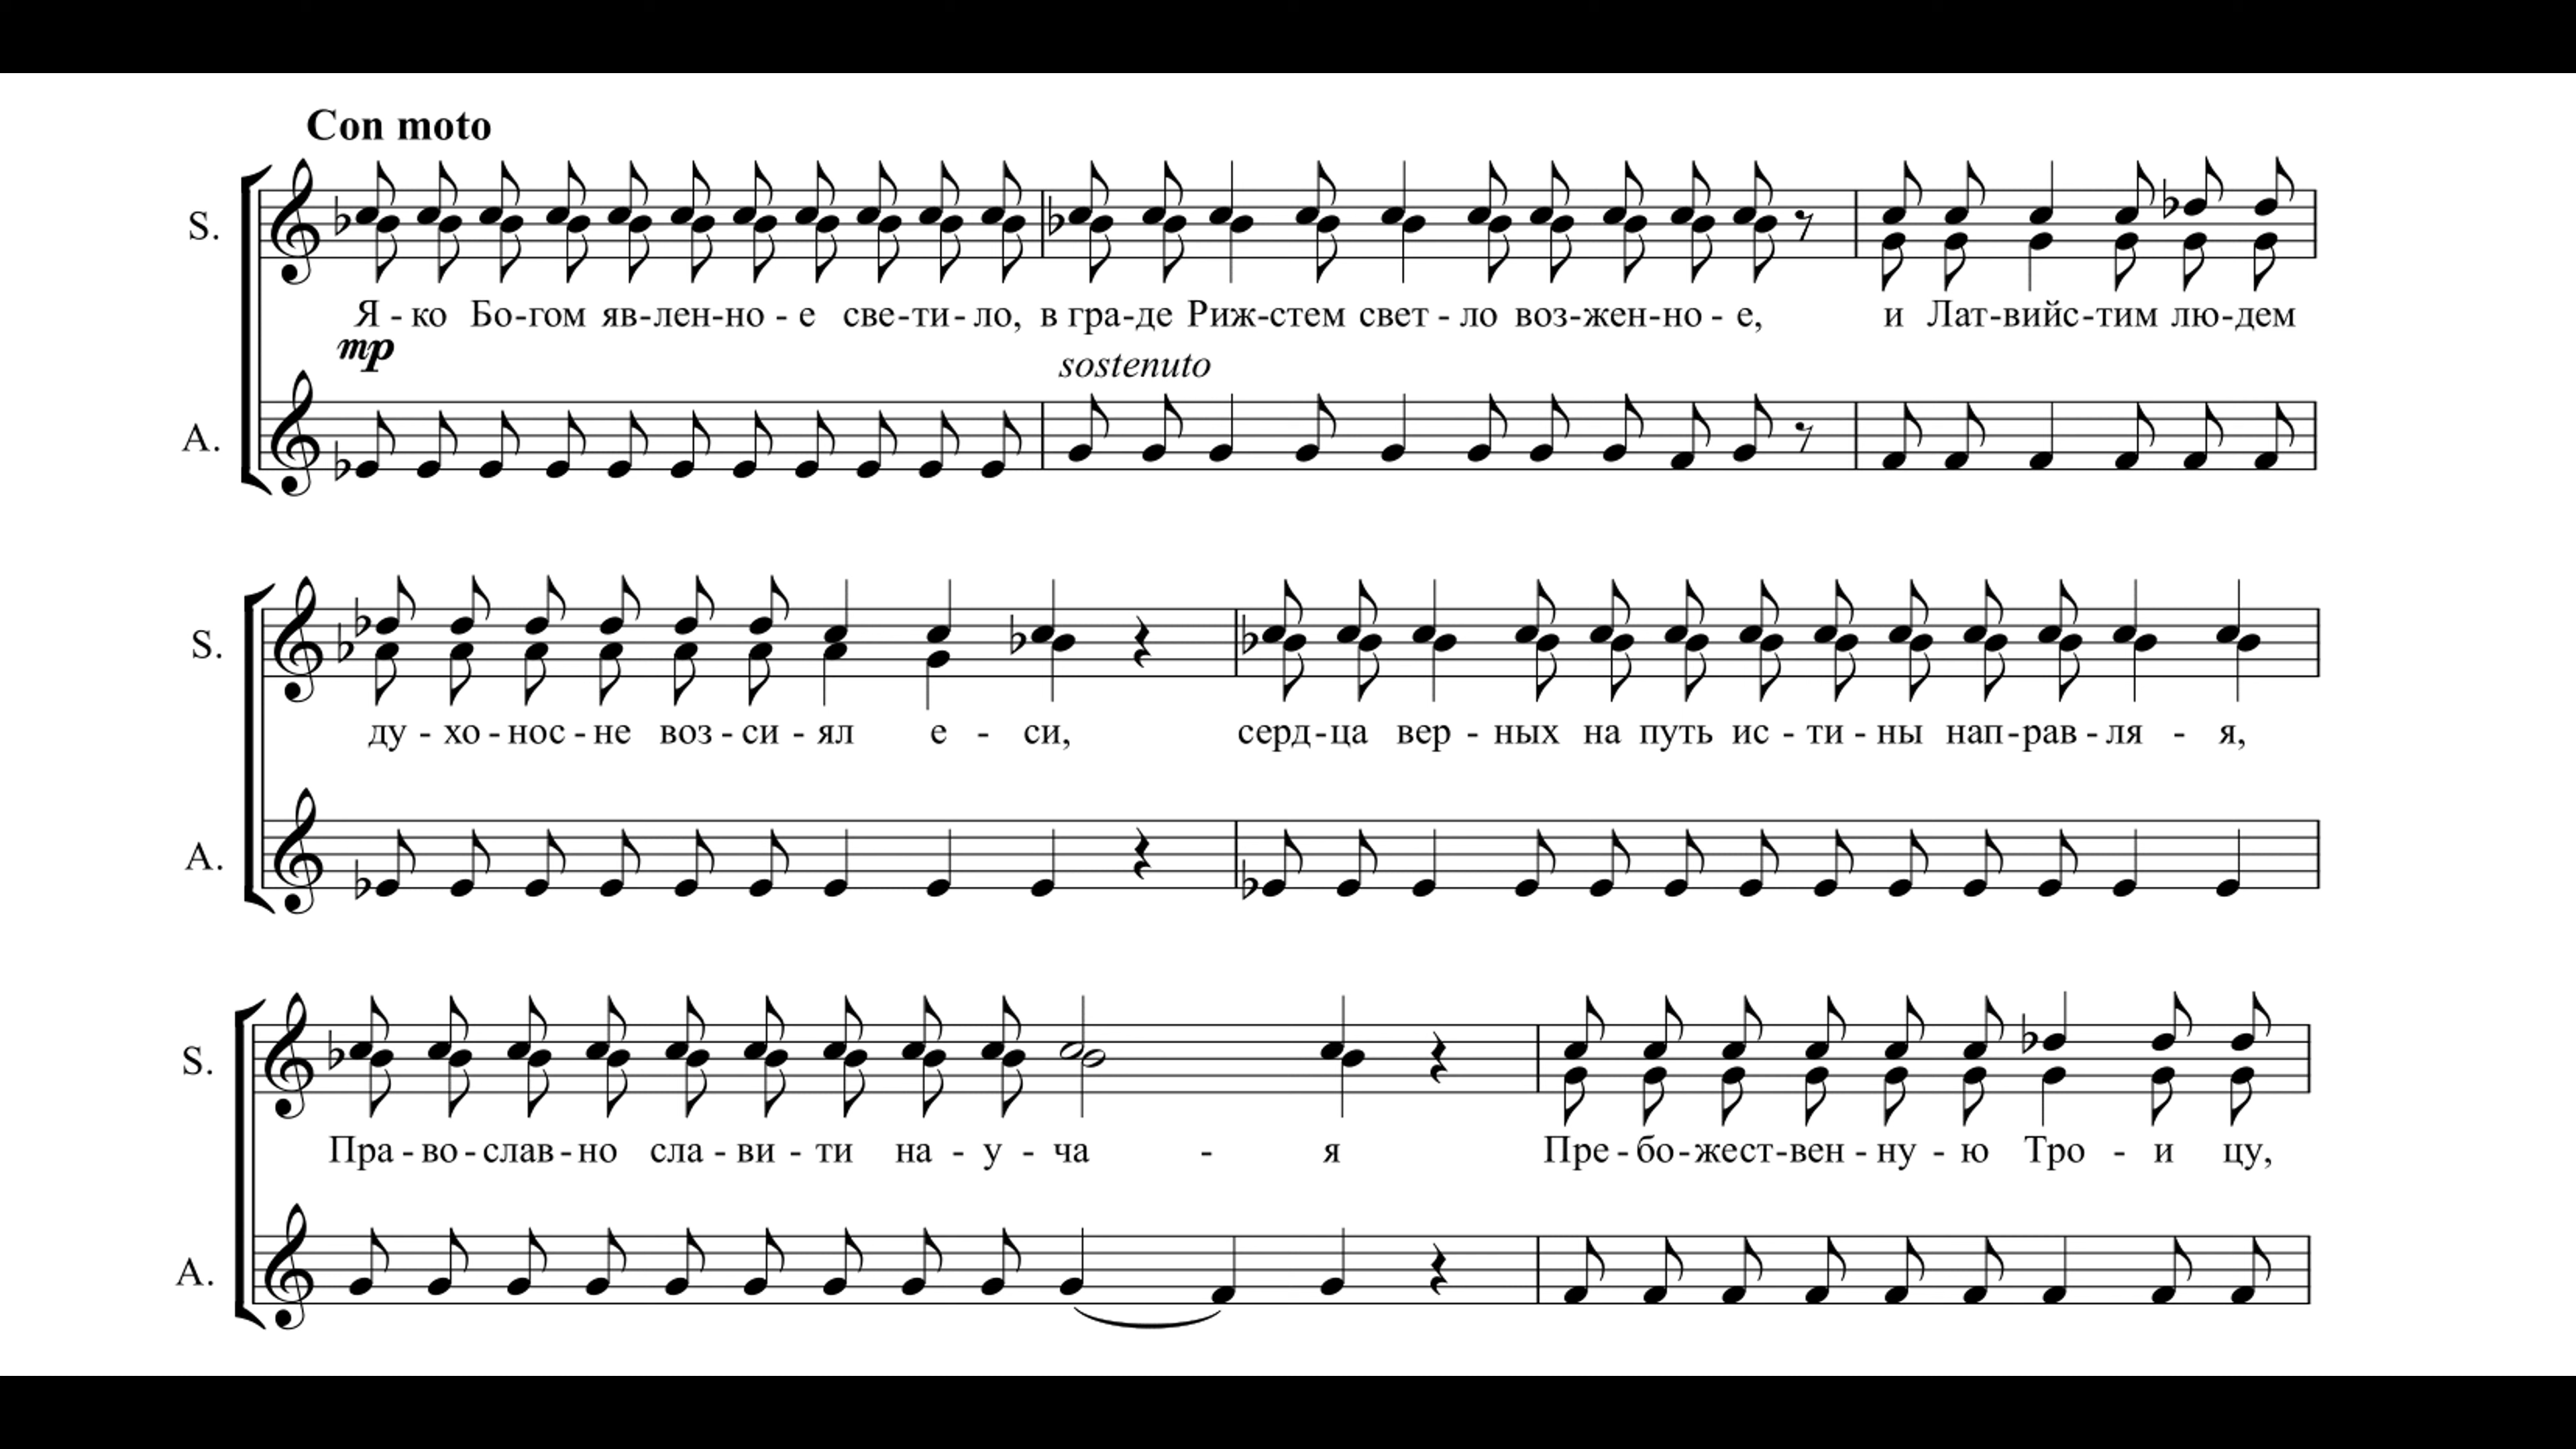 Con moto
S.
Я - ко Бо-гом яв-лен-но - е све-ти- ло, в гра-де Риж-стем свет - ло воз-жен-но - е, и Лат-вийс-тим лю-дем
mp
sostenuto
A.
S.
ду - хо - нос - не воз - си - ял е - си, серд-ца вер - ных на путь ис - ти - ны нап-рав - ля - я,
A.
S.
Пра - во - слав - но сла - ви - ти на - у - ча - я Пре - бо-жест-вен - ну - ю Тро - и цу,
A.